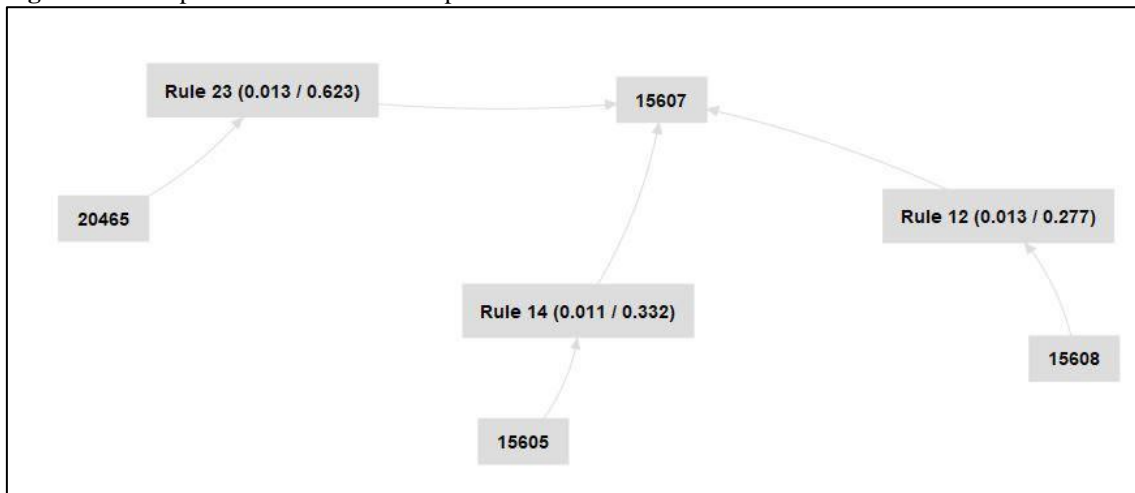 Rule 23 (0.013 / 0.623)
15607
20465
Rule 12 (0.013 / 0.277)
Rule 14 (0.011 / 0.332)
15608
15605